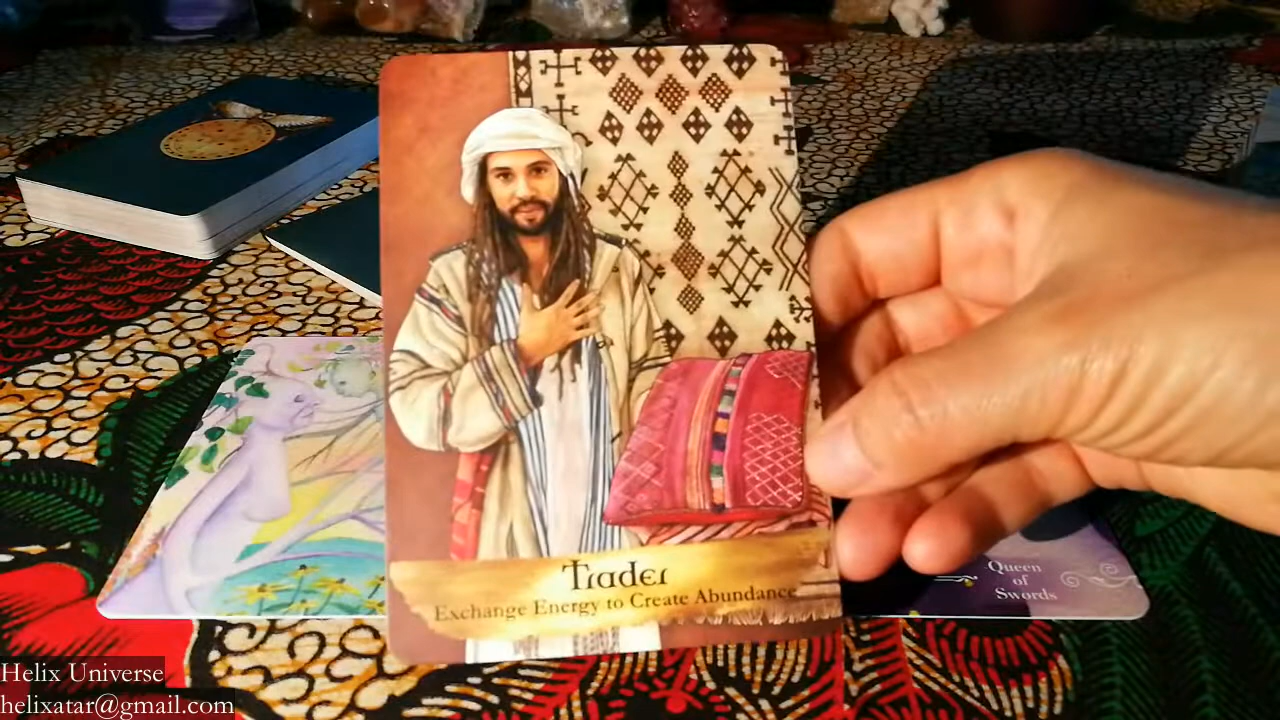 Trader
Exchange Energy to Create Abundance
Queen
of
Swords
Helix Universe
helixatar@gmail.com